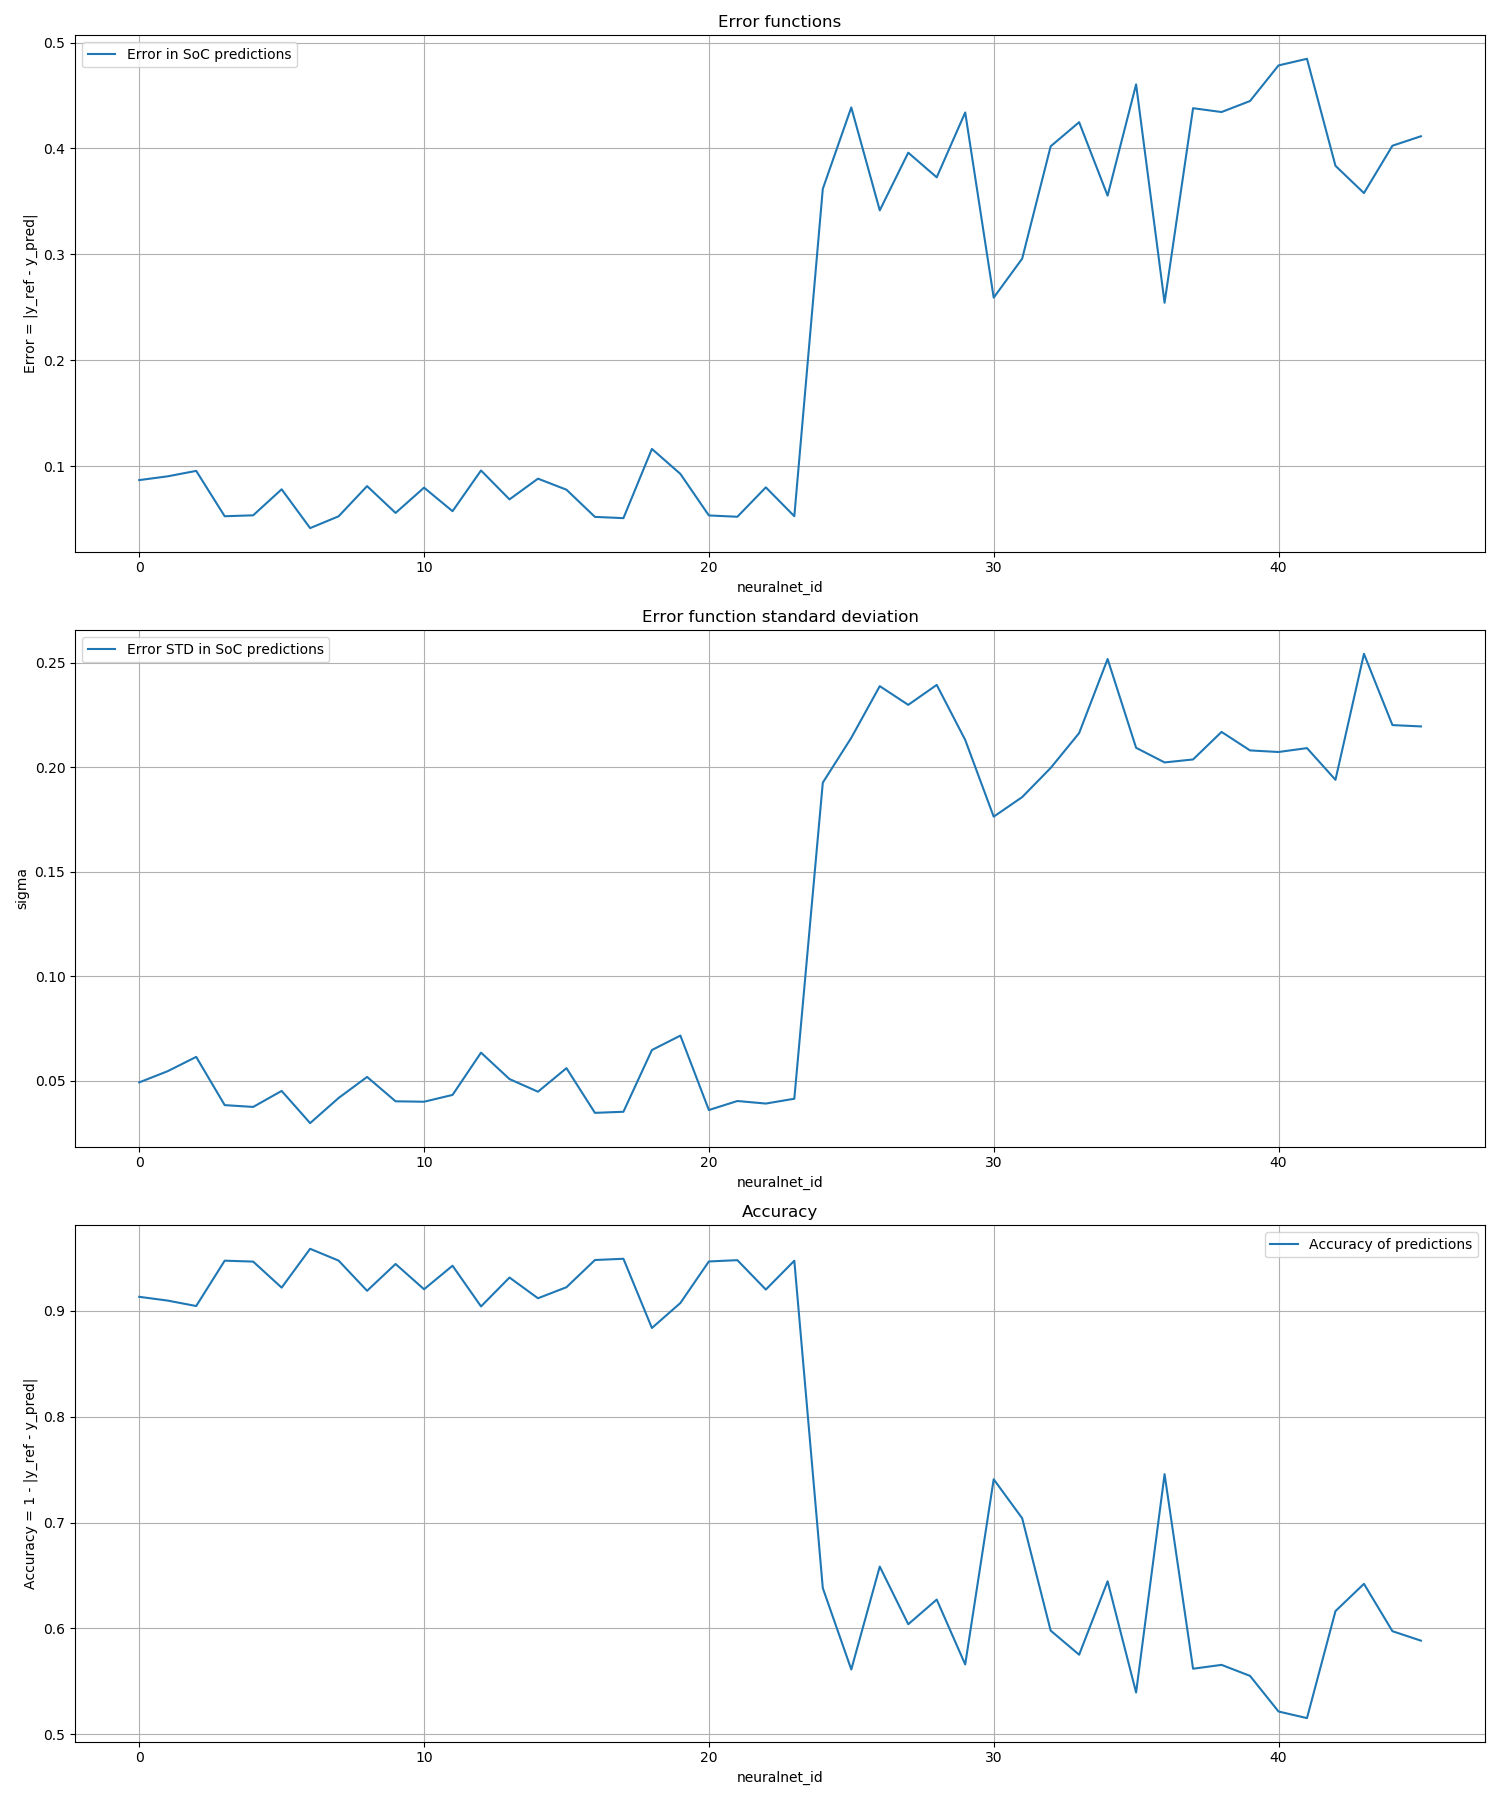 Error functions
Error in SoC predictions
0.5
0.4
0.3
0.2
0.1
Error = |y_ref - y_pred|
0 10 20 30 40
neuralnet_id
Error function standard deviation
Error STD in SoC predictions
0.25
0.20
0.15
0.10
0.05
sigma
0 10 20 30 40
neuralnet_id
Accuracy
Accuracy of predictions
0.9
0.8
0.7
0.6
0.5
Accuracy = 1 - |y_ref - y_pred|
0 10 20 30 40
neuralnet_id